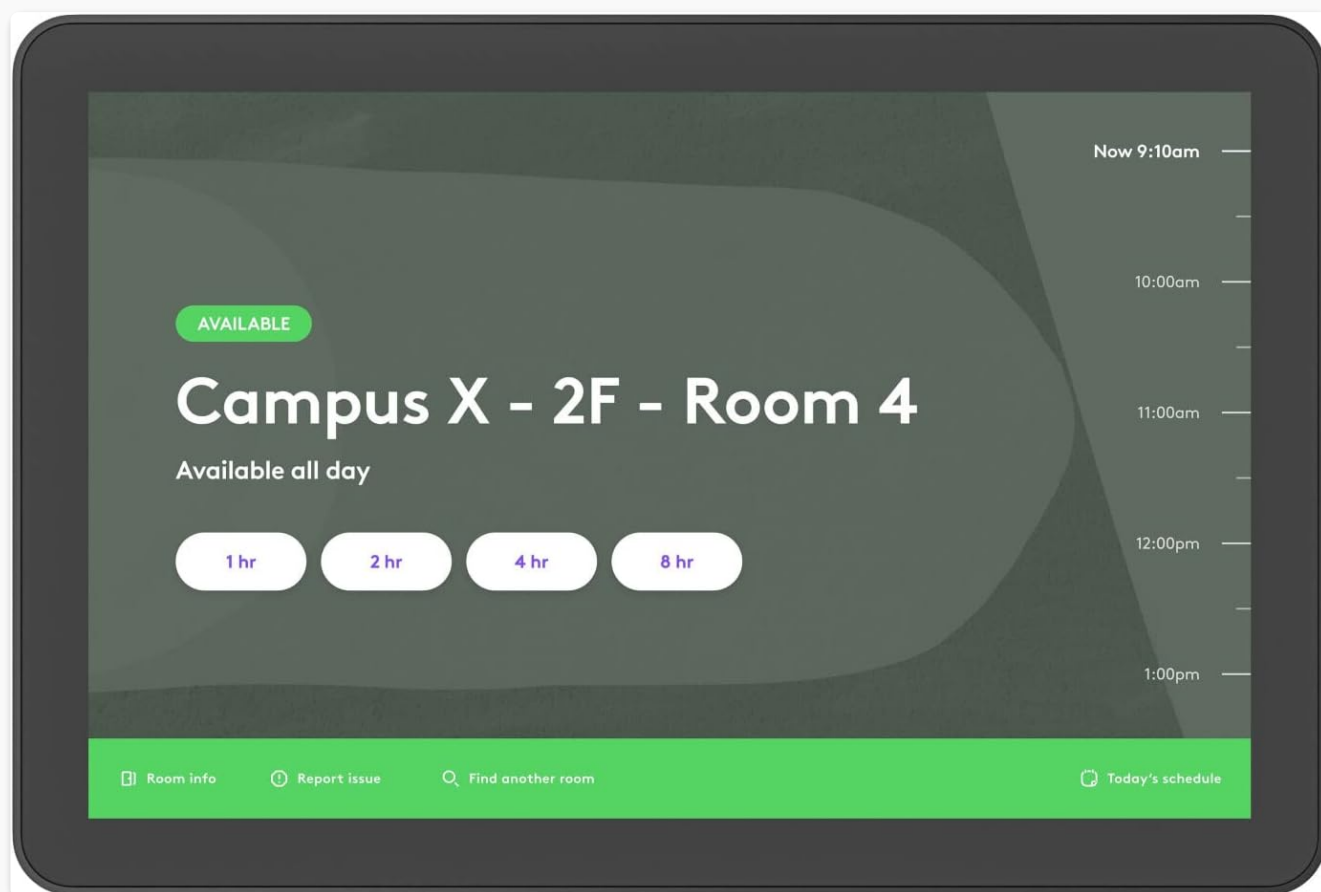 Now 9:10am
10:00am
AVAILABLE
Campus X - 2F - Room 4
11:00am
Available all day
12:00pm
1 hr 2 hr 4 hr 8 hr
1:00pm
Room info Report issue Find another room Today's schedule